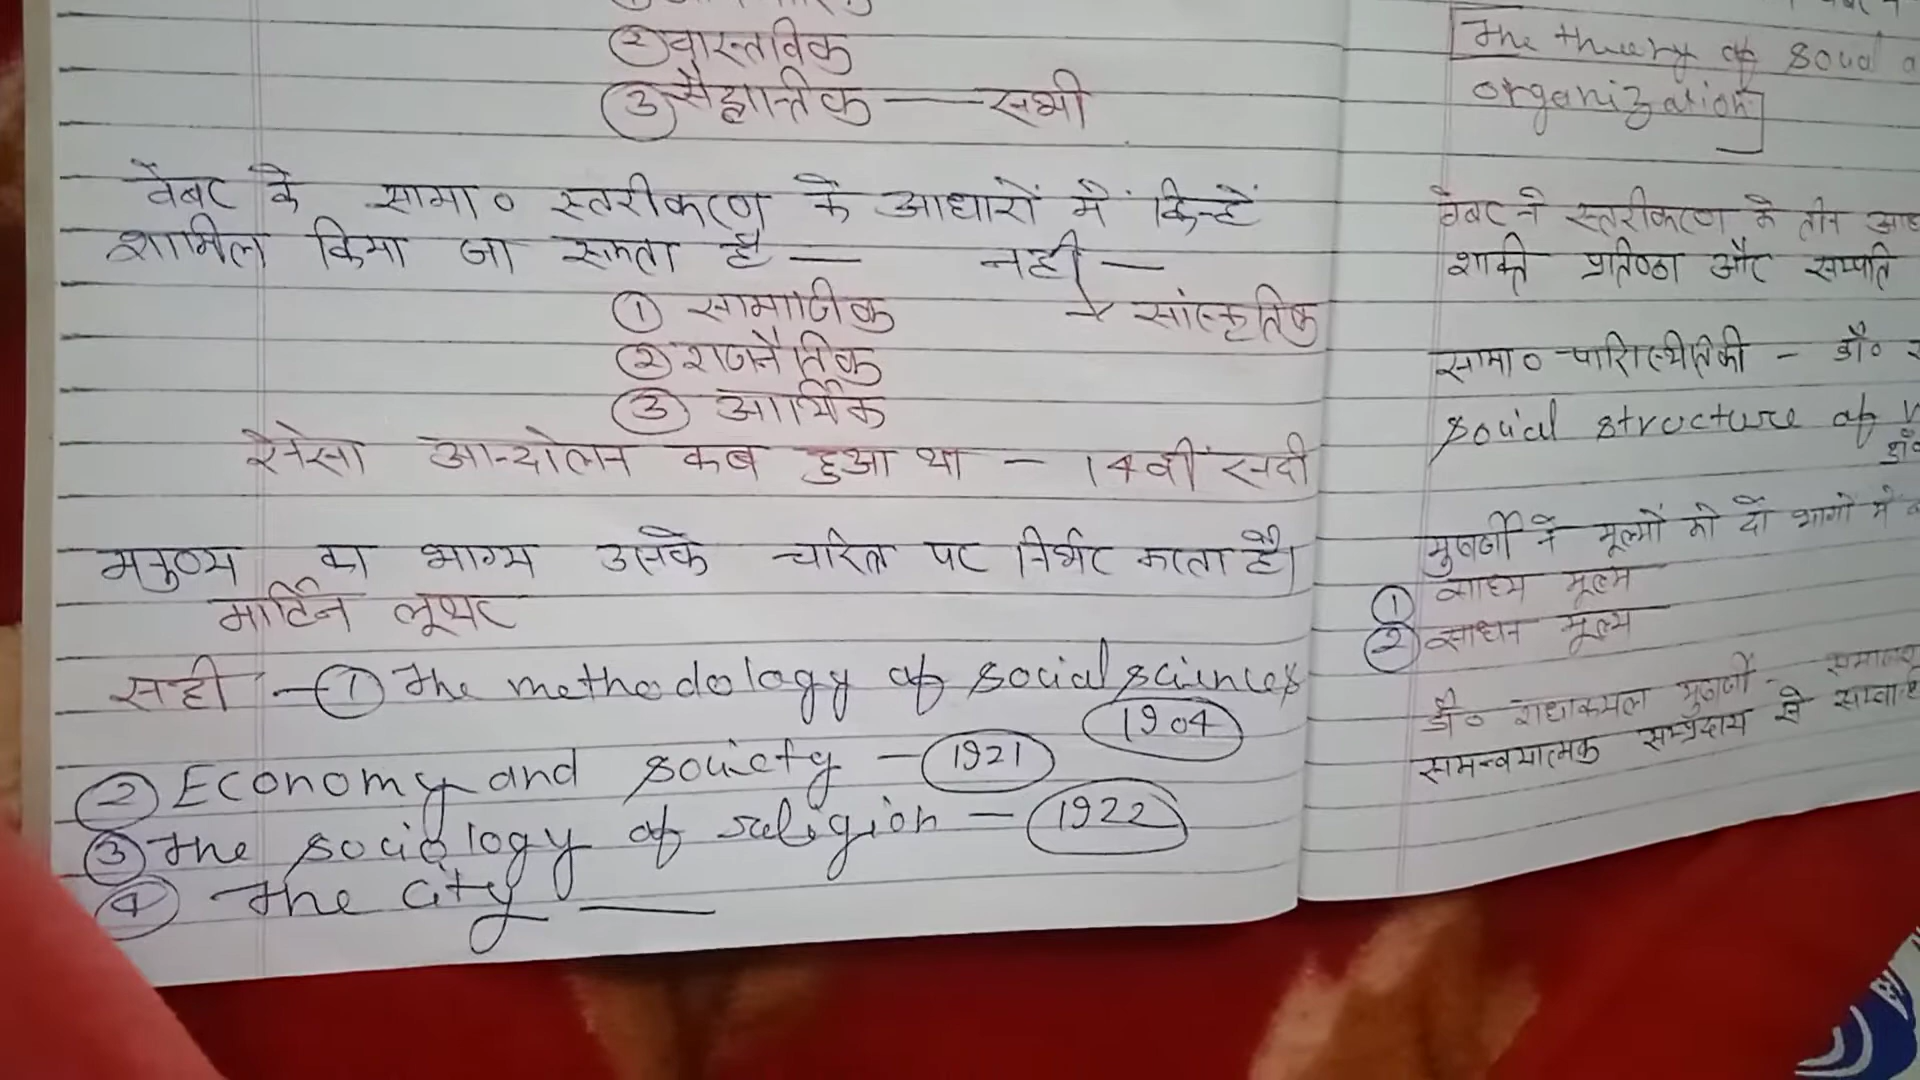 ② वास्तविक
③ सैद्धान्तिक — सभी
वेबर के सामा० स्तरीकरण के आधारों में किन्हें
शामिल किया जा सकता है — नही —
① सामाजिक → सांस्कृतिक
② राजनैतिक
③ आर्थिक
रैनेसा आन्दोलन कब हुआ था - 14वीं सदी
मनुष्य का भाग्य उसके चरित्र पर निर्भर करता है।
मार्टिन लूथर
सही - ① The methodology of social sciences
1904
② Economy and society - 1921
③ The sociology of religion - 1922
④ The city —
The theory of social
organization
वेबर ने स्तरीकरण के तीन
शक्ति प्रतिष्ठा और सम्पति
सामा० पारिस्थितिकी - डॉ०
social structure of
मुखर्जी ने मूल्यों को दो भागों में
① साध्य मूल्य
② साधन मूल्य
डॉ० राधाकमल मुखर्जी -
समन्वयात्मक सम्प्रदाय से